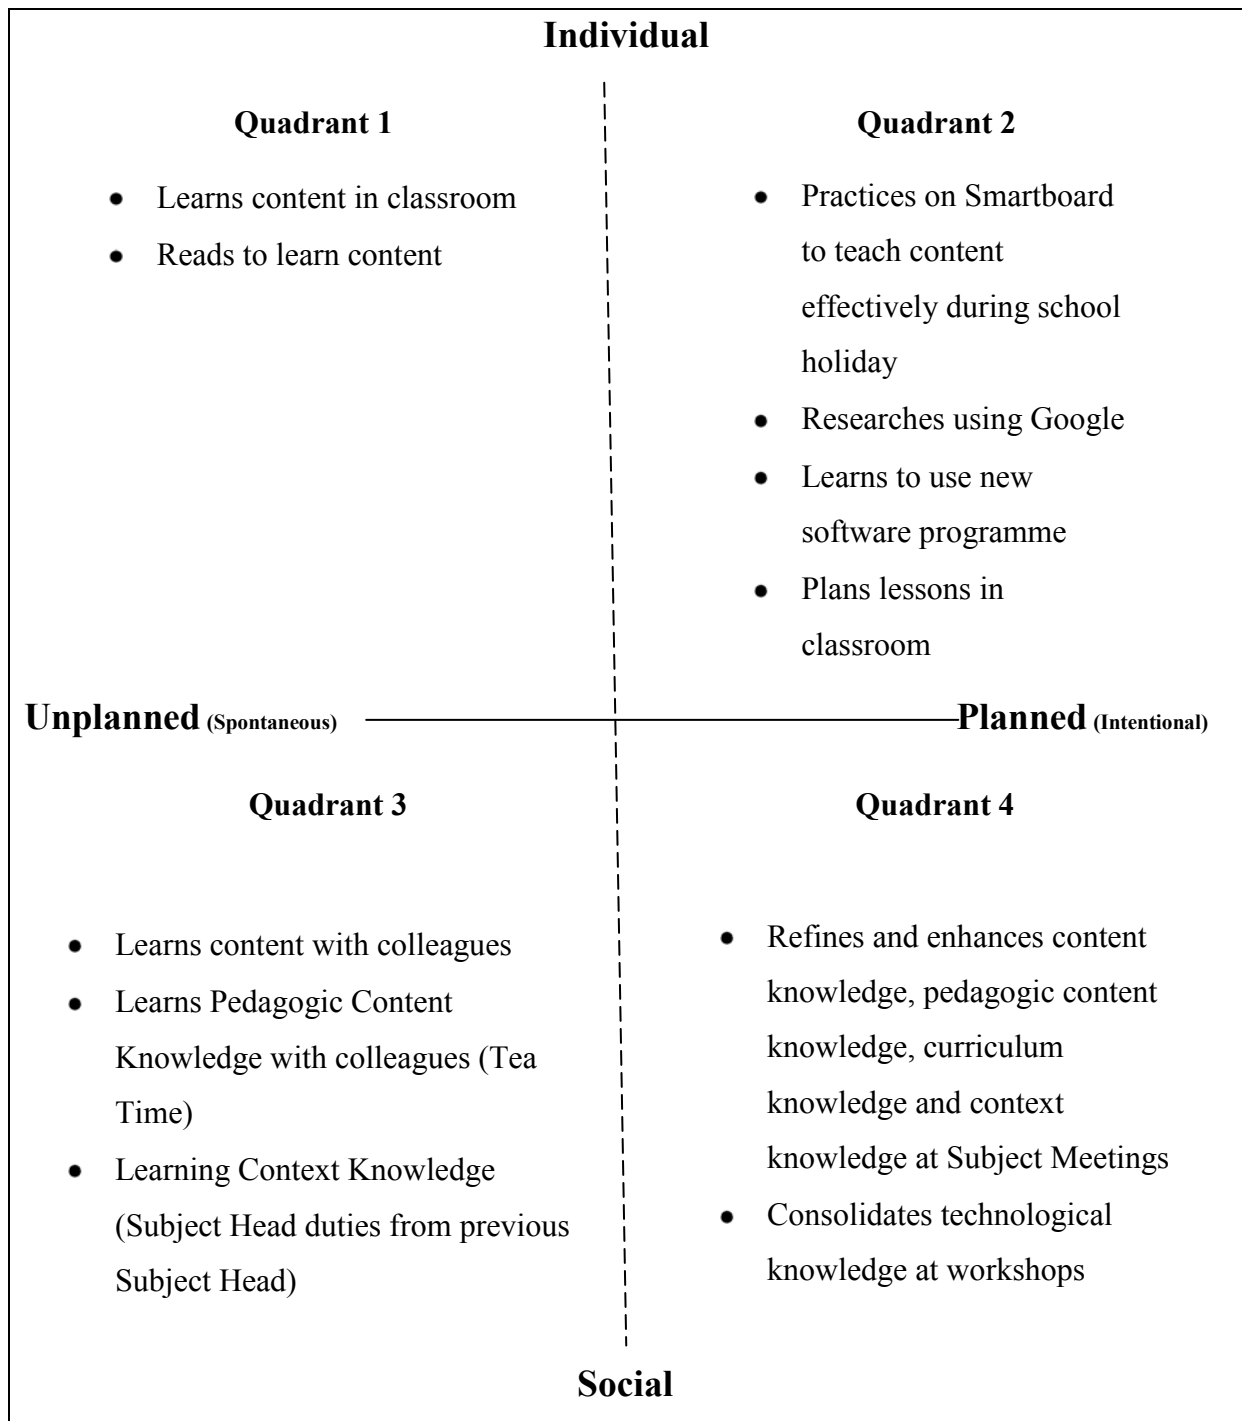 Individual
Quadrant 1
• Learns content in classroom
• Reads to learn content
Quadrant 2
• Practices on Smartboard
to teach content
effectively during school
holiday
• Researches using Google
• Learns to use new
software programme
• Plans lessons in
classroom
Unplanned (Spontaneous)
Planned (Intentional)
Quadrant 3
• Learns content with colleagues
• Learns Pedagogic Content
Knowledge with colleagues (Tea
Time)
• Learning Context Knowledge
(Subject Head duties from previous
Subject Head)
Quadrant 4
• Refines and enhances content
knowledge, pedagogic content
knowledge, curriculum
knowledge and context
knowledge at Subject Meetings
• Consolidates technological
knowledge at workshops
Social